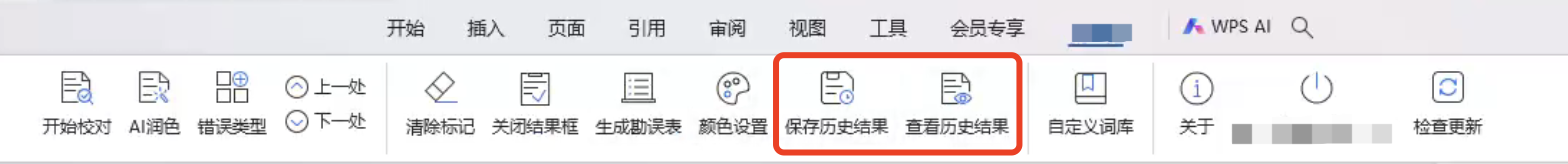 开始 插入 页面 引用 审阅 视图 工具 会员专享 WPS AI
上一处
下一处
开始校对 AI润色 错误类型 清除标记 关闭结果框 生成勘误表 颜色设置 保存历史结果 查看历史结果 自定义词库 关于 检查更新